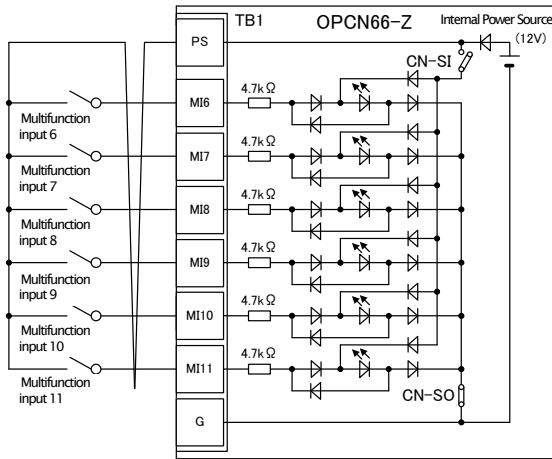 TB1
OPCN66-Z
Internal Power Source
(12V)
PS
CN-SI
4.7kΩ
MI6
Multifunction
input 6
4.7kΩ
MI7
Multifunction
input 7
4.7kΩ
MI8
Multifunction
input 8
4.7kΩ
MI9
Multifunction
input 9
4.7kΩ
MI10
Multifunction
input 10
4.7kΩ
MI11
Multifunction
input 11
CN-SO
G